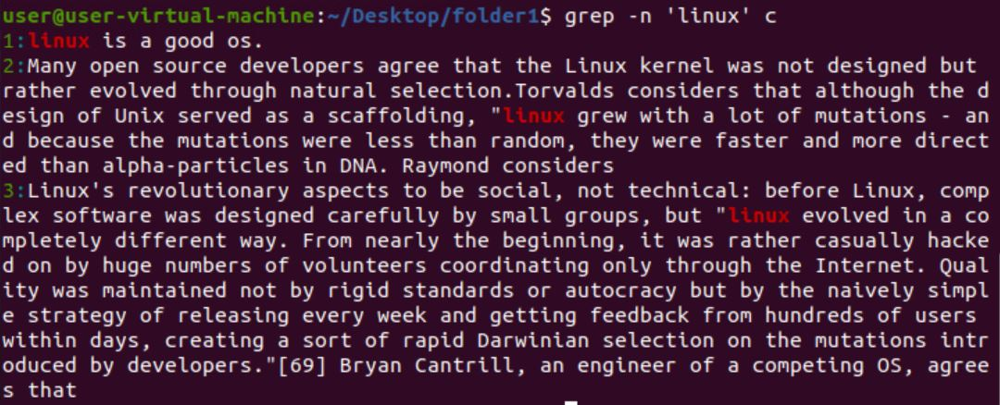 user@user-virtual-machine:~/Desktop/folder1$ grep -n 'linux' c
1:linux is a good os.
2:Many open source developers agree that the Linux kernel was not designed but
rather evolved through natural selection.Torvalds considers that although the d
esign of Unix served as a scaffolding, "linux grew with a lot of mutations - an
d because the mutations were less than random, they were faster and more direct
ed than alpha-particles in DNA. Raymond considers
3:Linux's revolutionary aspects to be social, not technical: before Linux, comp
lex software was designed carefully by small groups, but "linux evolved in a co
mpletely different way. From nearly the beginning, it was rather casually hacke
d on by huge numbers of volunteers coordinating only through the Internet. Qual
ity was maintained not by rigid standards or autocracy but by the naively simpl
e strategy of releasing every week and getting feedback from hundreds of users
within days, creating a sort of rapid Darwinian selection on the mutations intr
oduced by developers."[69] Bryan Cantrill, an engineer of a competing OS, agree
s that